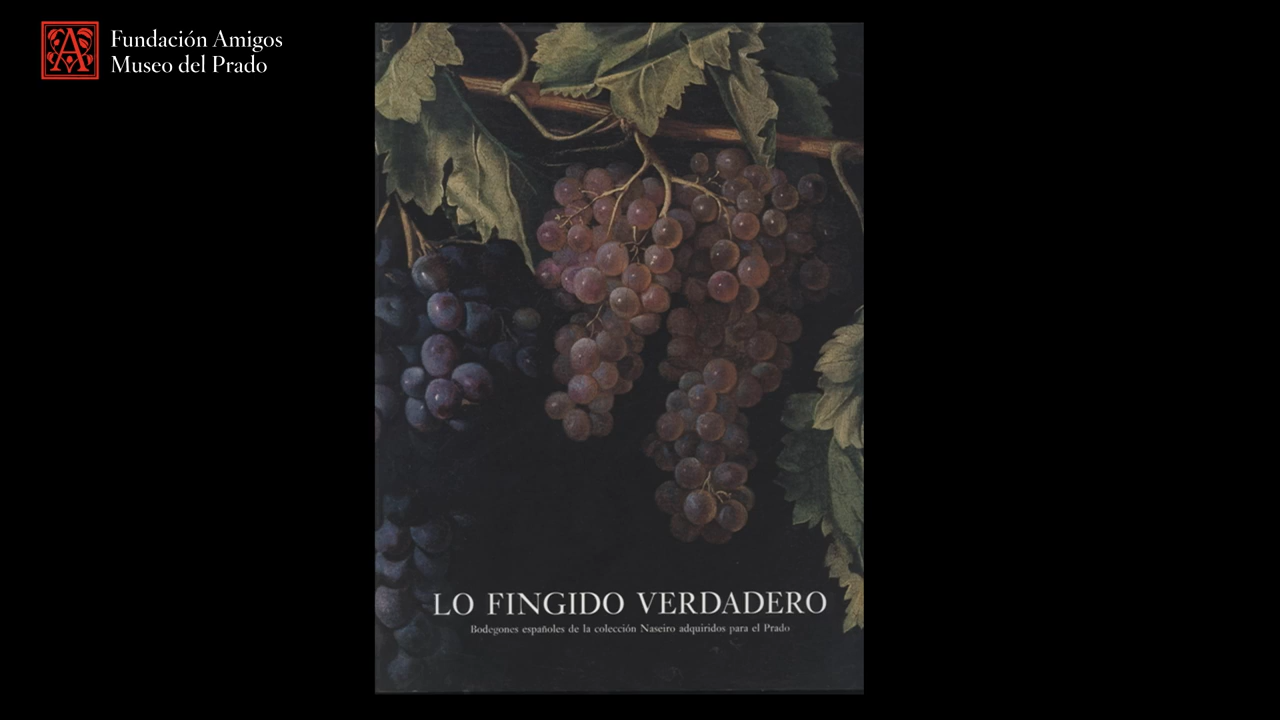 Fundación Amigos
Museo del Prado
LO FINGIDO VERDADERO
Bodegones españoles de la colección Naseiro adquiridos para el Prado